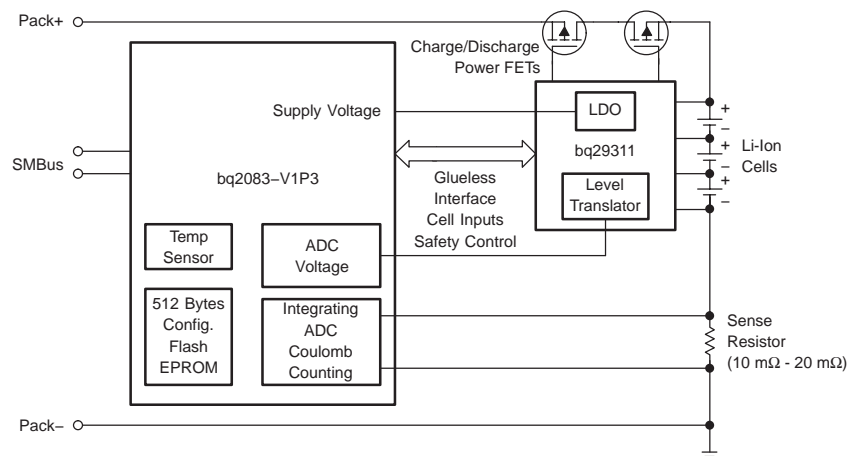 Pack+
Charge/Discharge
Power FETs
Supply Voltage
LDO
bq29311
+
−
+
−
+
−
Li-Ion
Cells
SMBus
bq2083−V1P3
Glueless
Interface
Cell Inputs
Safety Control
Level
Translator
Temp
Sensor
ADC
Voltage
512 Bytes
Config.
Flash
EPROM
Integrating
ADC
Coulomb
Counting
Sense
Resistor
(10 mΩ - 20 mΩ)
Pack−